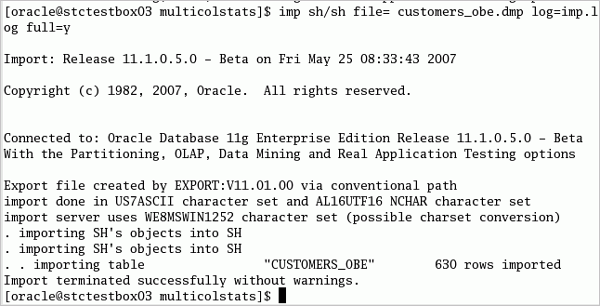 [oracle@stctestbox03 multicolstats]$ imp sh/sh file= customers_obe.dmp log=imp.l
og full=y
Import: Release 11.1.0.5.0 - Beta on Fri May 25 08:33:43 2007
Copyright (c) 1982, 2007, Oracle.  All rights reserved.
Connected to: Oracle Database 11g Enterprise Edition Release 11.1.0.5.0 - Beta
With the Partitioning, OLAP, Data Mining and Real Application Testing options
Export file created by EXPORT:V11.01.00 via conventional path
import done in US7ASCII character set and AL16UTF16 NCHAR character set
import server uses WE8MSWIN1252 character set (possible charset conversion)
. importing SH's objects into SH
. importing SH's objects into SH
. . importing table                "CUSTOMERS_OBE"        630 rows imported
Import terminated successfully without warnings.
[oracle@stctestbox03 multicolstats]$